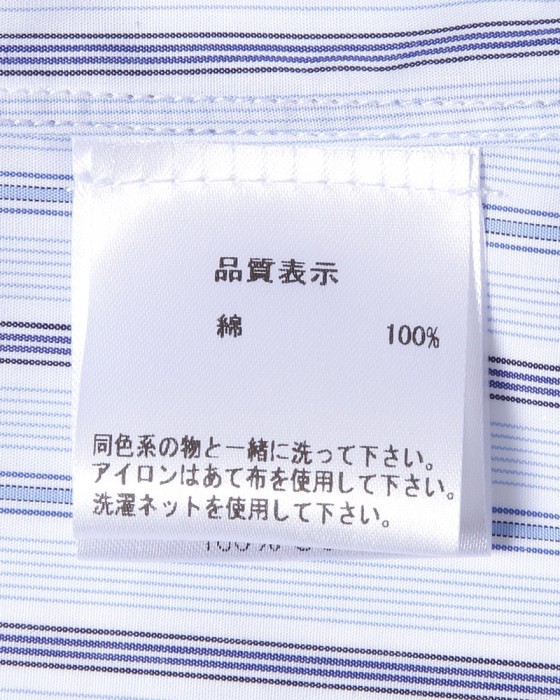 品質表示
綿 100%
同色系の物と一緒に洗って下さい。
アイロンはあて布を使用して下さい。
洗濯ネットを使用して下さい。
100%